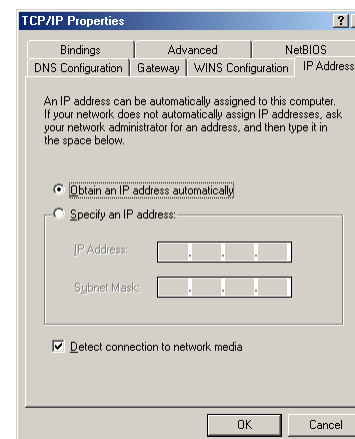 TCP/IP Properties
?
Bindings
Advanced
NetBIOS
DNS Configuration
Gateway
WINS Configuration
IP Address
An IP address can be automatically assigned to this computer.
If your network does not automatically assign IP addresses, ask
your network administrator for an address, and then type it in
the space below.
Obtain an IP address automatically
Specify an IP address:
IP Address:
. . .
Subnet Mask:
. . .
Detect connection to network media
OK
Cancel